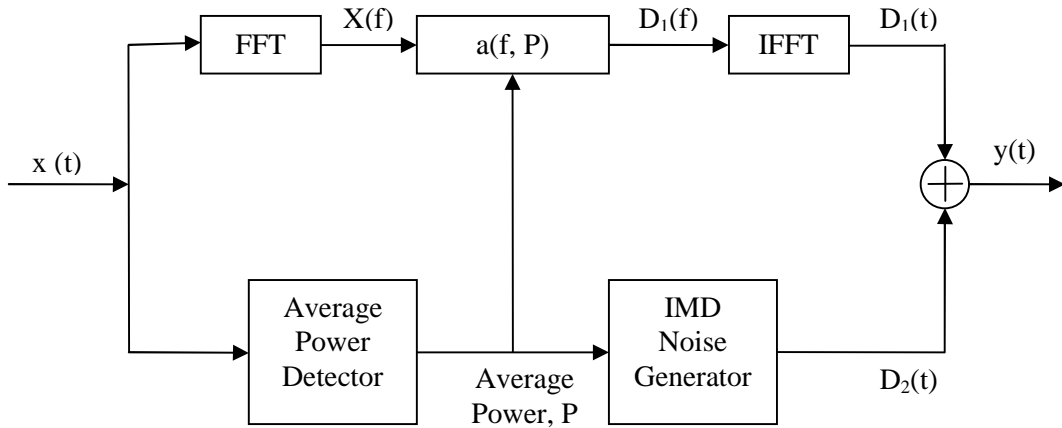 X(f)
D₁(f)
D₁(t)
FFT
a(f, P)
IFFT
x (t)
y(t)
Average
Power
Detector
IMD
Noise
Generator
Average
Power, P
D₂(t)